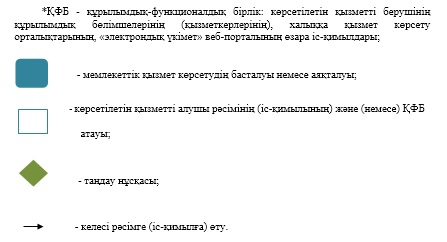 *ҚФБ - құрылымдық-функционалдық бірлік: көрсетілетін қызметті берушінің
құрылымдық бөлімшелерінің (қызметкерлерінің), халыққа қызмет көрсету
орталықтарының, «электрондық үкімет» веб-порталының өзара іс-қимылдары;
- мемлекеттік қызмет көрсетудің басталуы немесе аяқталуы;
- көрсетілетін қызметті алушы рәсімінің (іс-қимылының) және (немесе) ҚФБ
атауы;
- таңдау нұсқасы;
- келесі рәсімге (іс-қимылға) өту.